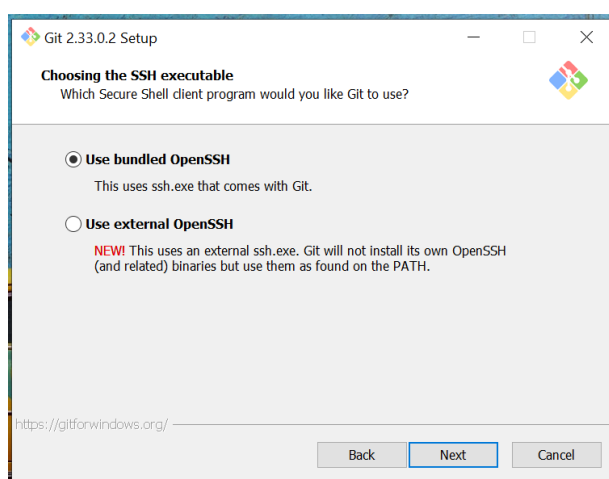 Git 2.33.0.2 Setup
Choosing the SSH executable
Which Secure Shell client program would you like Git to use?
Use bundled OpenSSH
This uses ssh.exe that comes with Git.
Use external OpenSSH
NEW! This uses an external ssh.exe. Git will not install its own OpenSSH
(and related) binaries but use them as found on the PATH.
https://gitforwindows.org/
Back Next Cancel